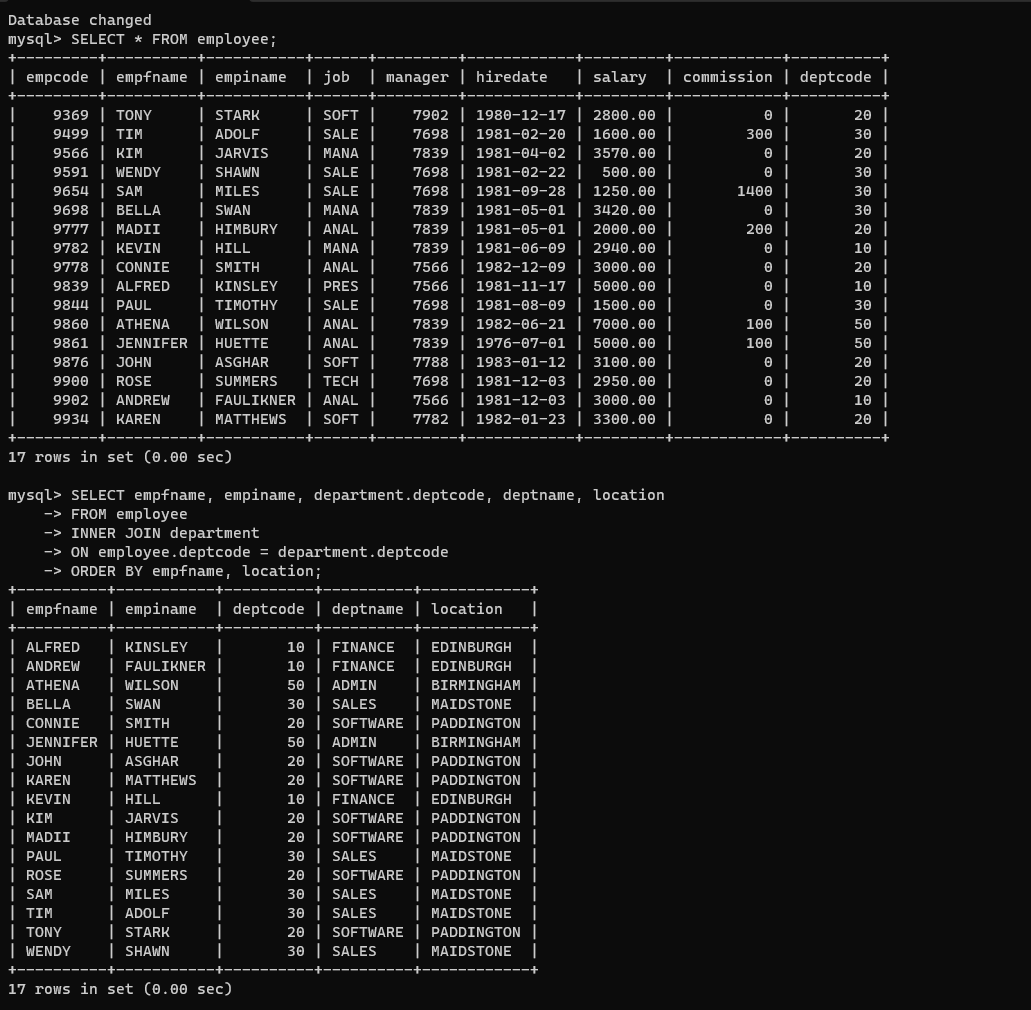 Database changed
mysql> SELECT * FROM employee;
+---------+----------+-----------+------+---------+------------+---------+------------+----------+
| empcode | empfname | empiname  | job  | manager | hiredate   | salary  | commission | deptcode |
+---------+----------+-----------+------+---------+------------+---------+------------+----------+
|    9369 | TONY     | STARK     | SOFT |    7902 | 1980-12-17 | 2800.00 |          0 |       20 |
|    9499 | TIM      | ADOLF     | SALE |    7698 | 1981-02-20 | 1600.00 |        300 |       30 |
|    9566 | KIM      | JARVIS    | MANA |    7839 | 1981-04-02 | 3570.00 |          0 |       20 |
|    9591 | WENDY    | SHAWN     | SALE |    7698 | 1981-02-22 |  500.00 |          0 |       30 |
|    9654 | SAM      | MILES     | SALE |    7698 | 1981-09-28 | 1250.00 |       1400 |       30 |
|    9698 | BELLA    | SWAN      | MANA |    7839 | 1981-05-01 | 3420.00 |          0 |       30 |
|    9777 | MADII    | HIMBURY   | ANAL |    7839 | 1981-05-01 | 2000.00 |        200 |       20 |
|    9782 | KEVIN    | HILL      | MANA |    7839 | 1981-06-09 | 2940.00 |          0 |       10 |
|    9778 | CONNIE   | SMITH     | ANAL |    7566 | 1982-12-09 | 3000.00 |          0 |       20 |
|    9839 | ALFRED   | KINSLEY   | PRES |    7566 | 1981-11-17 | 5000.00 |          0 |       10 |
|    9844 | PAUL     | TIMOTHY   | SALE |    7698 | 1981-08-09 | 1500.00 |          0 |       30 |
|    9860 | ATHENA   | WILSON    | ANAL |    7839 | 1982-06-21 | 7000.00 |        100 |       50 |
|    9861 | JENNIFER | HUETTE    | ANAL |    7839 | 1976-07-01 | 5000.00 |        100 |       50 |
|    9876 | JOHN     | ASGHAR    | SOFT |    7788 | 1983-01-12 | 3100.00 |          0 |       20 |
|    9900 | ROSE     | SUMMERS   | TECH |    7698 | 1981-12-03 | 2950.00 |          0 |       20 |
|    9902 | ANDREW   | FAULIKNER | ANAL |    7566 | 1981-12-03 | 3000.00 |          0 |       10 |
|    9934 | KAREN    | MATTHEWS  | SOFT |    7782 | 1982-01-23 | 3300.00 |          0 |       20 |
+---------+----------+-----------+------+---------+------------+---------+------------+----------+
17 rows in set (0.00 sec)

mysql> SELECT empfname, empiname, department.deptcode, deptname, location
    -> FROM employee
    -> INNER JOIN department
    -> ON employee.deptcode = department.deptcode
    -> ORDER BY empfname, location;
+----------+-----------+----------+----------+------------+
| empfname | empiname  | deptcode | deptname | location   |
+----------+-----------+----------+----------+------------+
| ALFRED   | KINSLEY   |       10 | FINANCE  | EDINBURGH  |
| ANDREW   | FAULIKNER |       10 | FINANCE  | EDINBURGH  |
| ATHENA   | WILSON    |       50 | ADMIN    | BIRMINGHAM |
| BELLA    | SWAN      |       30 | SALES    | MAIDSTONE  |
| CONNIE   | SMITH     |       20 | SOFTWARE | PADDINGTON |
| JENNIFER | HUETTE    |       50 | ADMIN    | BIRMINGHAM |
| JOHN     | ASGHAR    |       20 | SOFTWARE | PADDINGTON |
| KAREN    | MATTHEWS  |       20 | SOFTWARE | PADDINGTON |
| KEVIN    | HILL      |       10 | FINANCE  | EDINBURGH  |
| KIM      | JARVIS    |       20 | SOFTWARE | PADDINGTON |
| MADII    | HIMBURY   |       20 | SOFTWARE | PADDINGTON |
| PAUL     | TIMOTHY   |       30 | SALES    | MAIDSTONE  |
| ROSE     | SUMMERS   |       20 | SOFTWARE | PADDINGTON |
| SAM      | MILES     |       30 | SALES    | MAIDSTONE  |
| TIM      | ADOLF     |       30 | SALES    | MAIDSTONE  |
| TONY     | STARK     |       20 | SOFTWARE | PADDINGTON |
| WENDY    | SHAWN     |       30 | SALES    | MAIDSTONE  |
+----------+-----------+----------+----------+------------+
17 rows in set (0.00 sec)